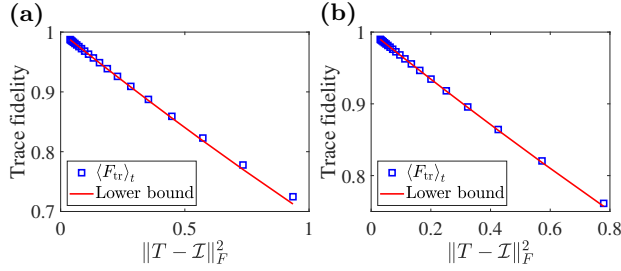 (a)
1
0.9
0.8
0.7
Trace fidelity
⟨F_tr⟩_t
Lower bound
0 0.5 1
‖T − I‖²_F
(b)
1
0.9
0.8
Trace fidelity
⟨F_tr⟩_t
Lower bound
0 0.2 0.4 0.6 0.8
‖T − I‖²_F